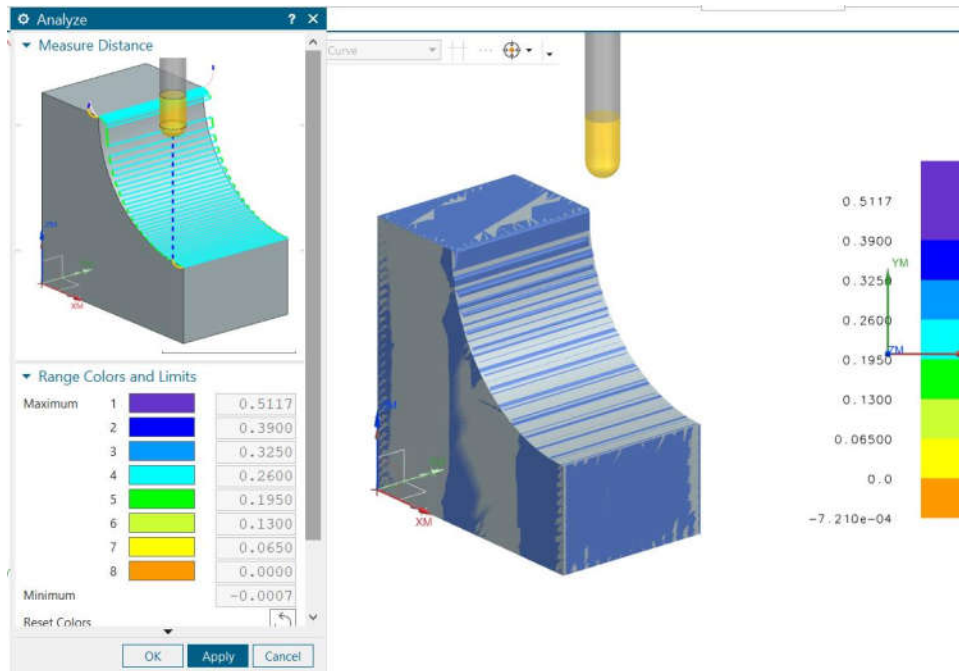 Analyze
? ×
Measure Distance
Curve
XM
Range Colors and Limits
Maximum 1 0.5117
2 0.3900
3 0.3250
4 0.2600
5 0.1950
6 0.1300
7 0.0650
8 0.0000
Minimum -0.0007
Reset Colors
OK Apply Cancel
XM
0.5117
0.3900
0.3250
0.2600
0.1950
0.1300
0.06500
0.0
-7.210e-04
YM
ZM